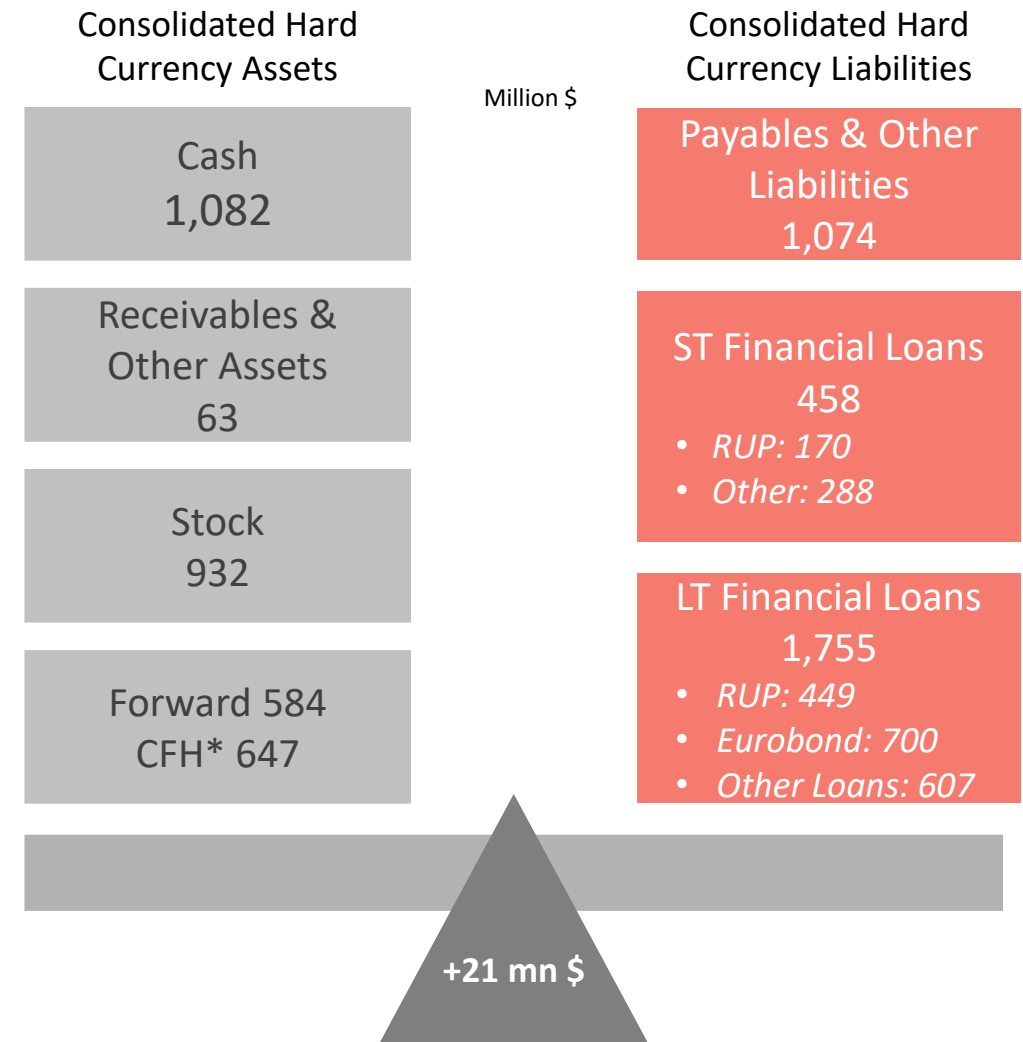 Consolidated Hard
Currency Assets
Cash
1,082
Receivables &
Other Assets
63
Stock
932
Forward 584
CFH* 647
Million $
Consolidated Hard
Currency Liabilities
Payables & Other
Liabilities
1,074
ST Financial Loans
458
• RUP: 170
• Other: 288
LT Financial Loans
1,755
• RUP: 449
• Eurobond: 700
• Other Loans: 607
+21 mn $